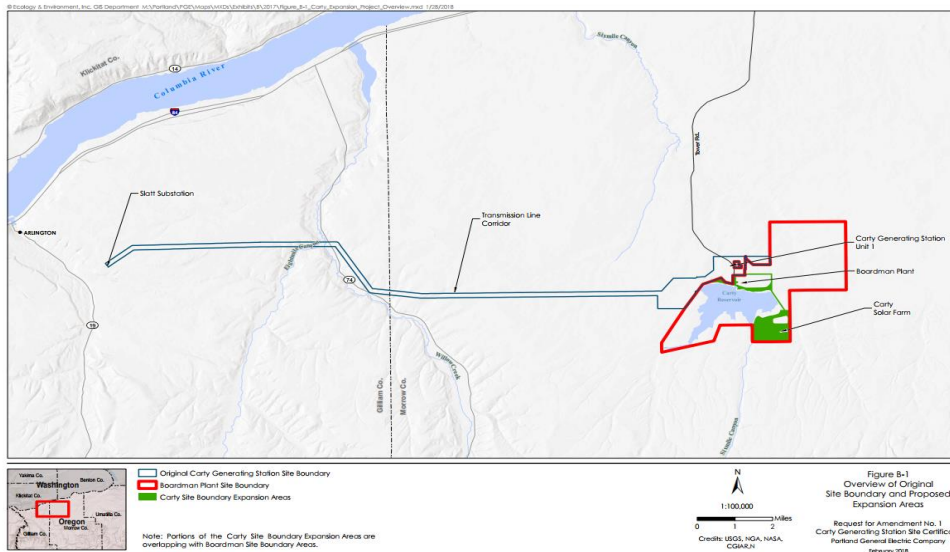 © Ecology & Environment, Inc. GIS Department M:\Portland\PGE\Maps\MXDs\Exhibits\B\2017\Figure_B-1_Carty_Expansion_Project_Overview.mxd 1/28/2018
Klickitat Co.
14
Columbia River
84
Sixmile Canyon
Tower Rd.
Slatt Substation
ARLINGTON
Transmission Line
Corridor
Eightmile Canyon
74
19
Carty Generating Station
Unit 1
Boardman Plant
Carty
Reservoir
Carty
Solar Farm
Gilliam Co.
Morrow Co.
Willow Creek
Sixmile Canyon
Yakima Co.
Benton Co.
Washington
Klickitat Co.
Umatilla Co.
Oregon
Morrow Co.
Gilliam Co.
Original Carty Generating Station Site Boundary
Boardman Plant Site Boundary
Carty Site Boundary Expansion Areas
Note: Portions of the Carty Site Boundary Expansion Areas are
overlapping with Boardman Site Boundary Areas.
N
1:100,000
Miles
0 1 2
Credits: USGS, NGA, NASA,
CGIAR,N
Figure B-1
Overview of Original
Site Boundary and Proposed
Expansion Areas
Request for Amendment No. 1
Carty Generating Station Site Certific
Portland General Electric Company
February 2018